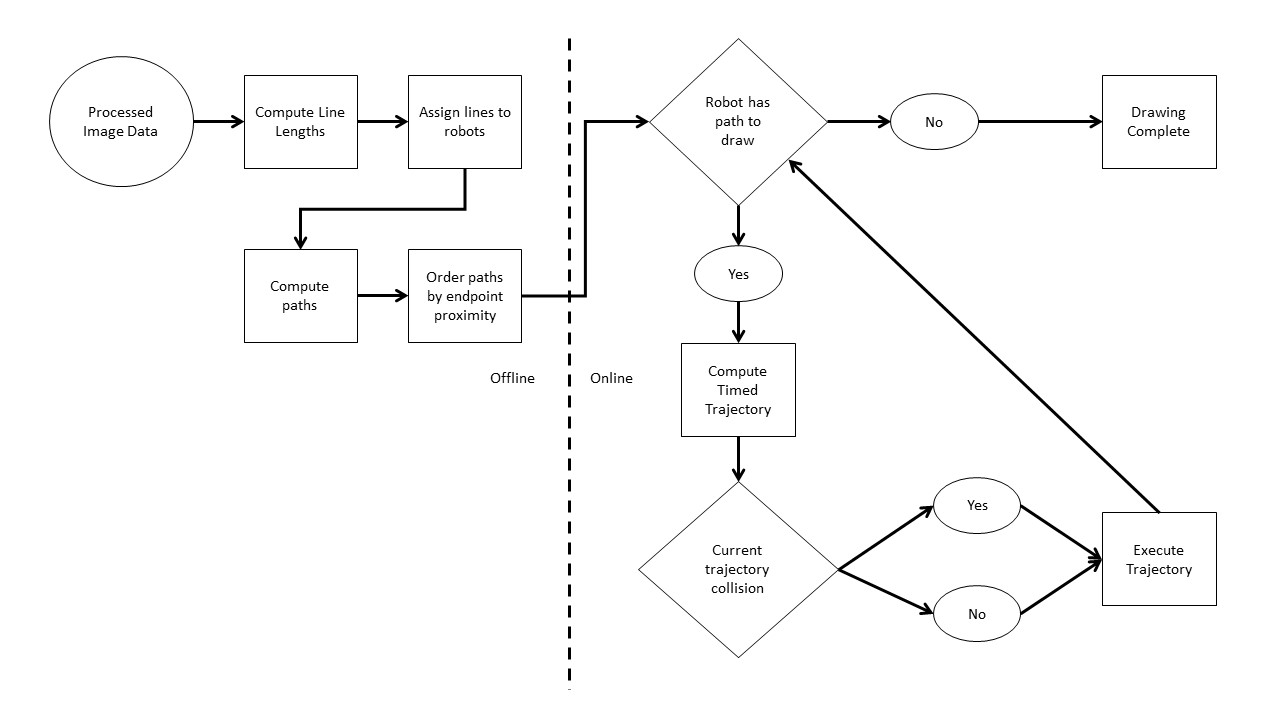 Processed
Image Data
Compute Line
Lengths
Assign lines to
robots
Compute
paths
Order paths
by endpoint
proximity
Offline
Online
Robot has
path to
draw
No
Drawing
Complete
Yes
Compute
Timed
Trajectory
Current
trajectory
collision
Yes
No
Execute
Trajectory